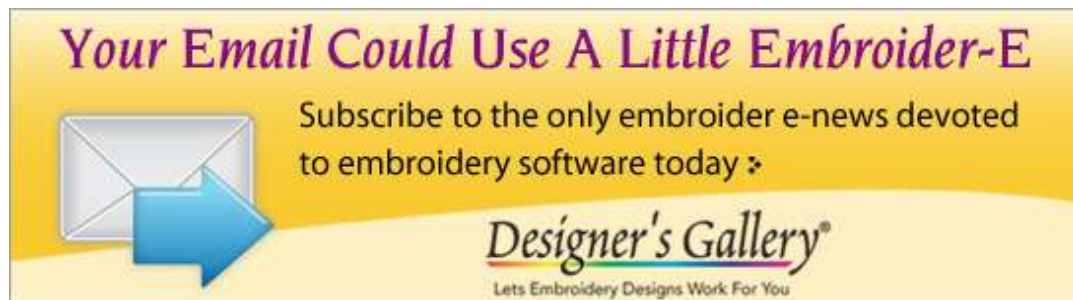 Your Email Could Use A Little Embroider-E
Subscribe to the only embroider e-news devoted
to embroidery software today :·
Designer's Gallery®
Lets Embroidery Designs Work For You